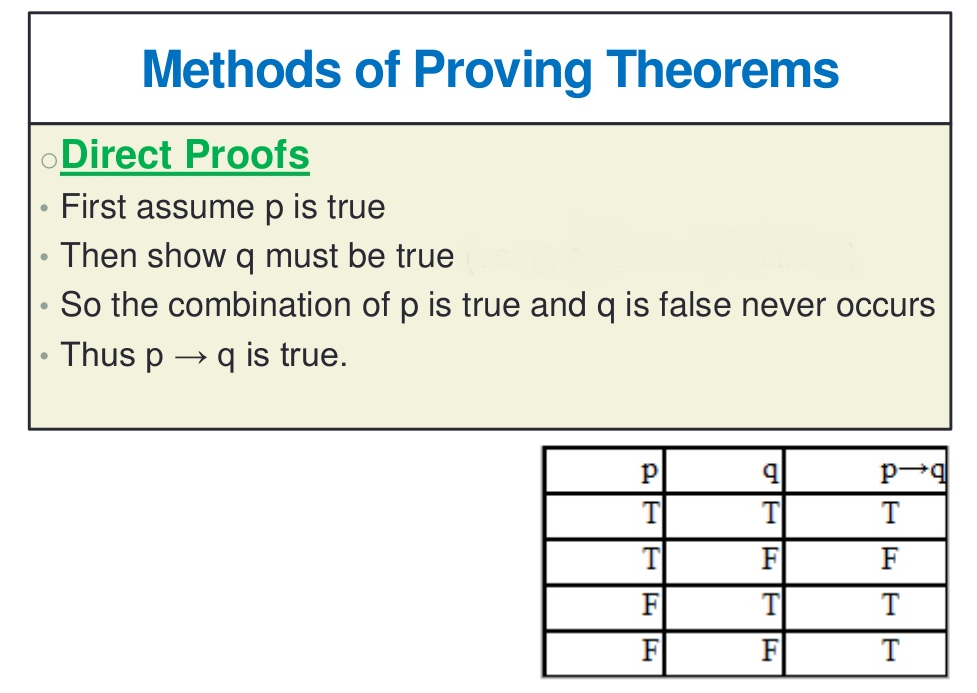 Methods of Proving Theorems
○Direct Proofs
• First assume p is true
• Then show q must be true
• So the combination of p is true and q is false never occurs
• Thus p → q is true.
p q p→q
T T T
T F F
F T T
F F T